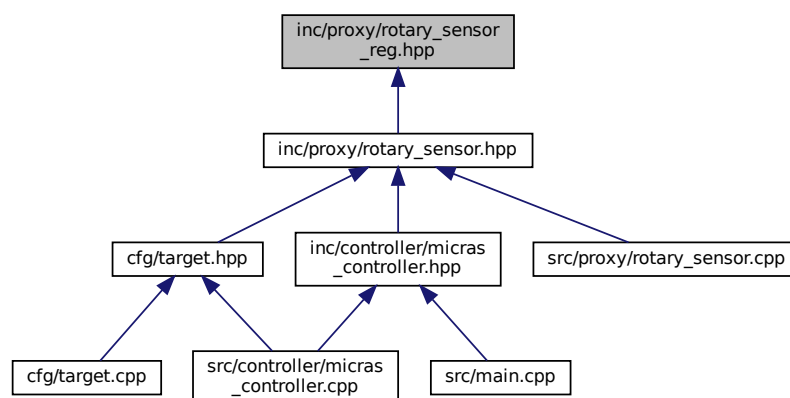 inc/proxy/rotary_sensor
_reg.hpp
inc/proxy/rotary_sensor.hpp
cfg/target.hpp
inc/controller/micras
_controller.hpp
src/proxy/rotary_sensor.cpp
cfg/target.cpp
src/controller/micras
_controller.cpp
src/main.cpp